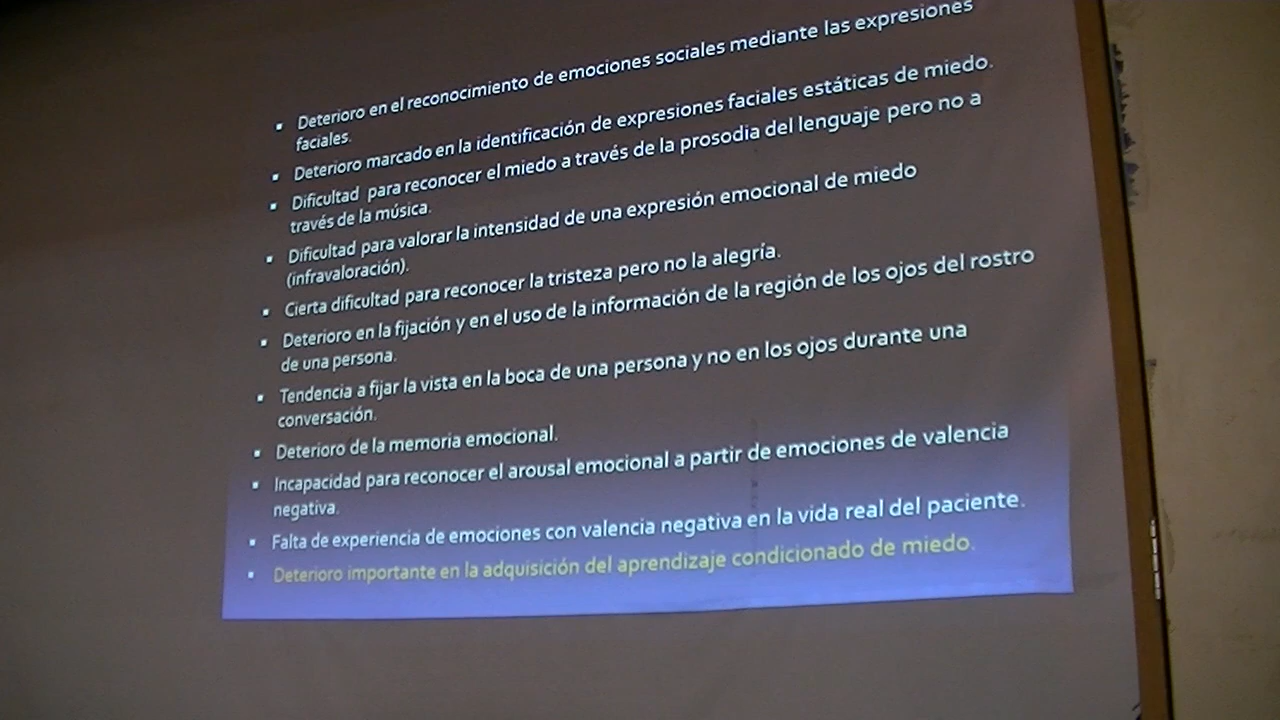 ▪ Deterioro en el reconocimiento de emociones sociales mediante las expresiones
faciales.
▪ Deterioro marcado en la identificación de expresiones faciales estáticas de miedo.
▪ Dificultad para reconocer el miedo a través de la prosodia del lenguaje pero no a
través de la música.
▪ Dificultad para valorar la intensidad de una expresión emocional de miedo
(infravaloración).
▪ Cierta dificultad para reconocer la tristeza pero no la alegría.
▪ Deterioro en la fijación y en el uso de la información de la región de los ojos del rostro
de una persona.
▪ Tendencia a fijar la vista en la boca de una persona y no en los ojos durante una
conversación.
▪ Deterioro de la memoria emocional.
▪ Incapacidad para reconocer el arousal emocional a partir de emociones de valencia
negativa.
▪ Falta de experiencia de emociones con valencia negativa en la vida real del paciente.
▪ Deterioro importante en la adquisición del aprendizaje condicionado de miedo.